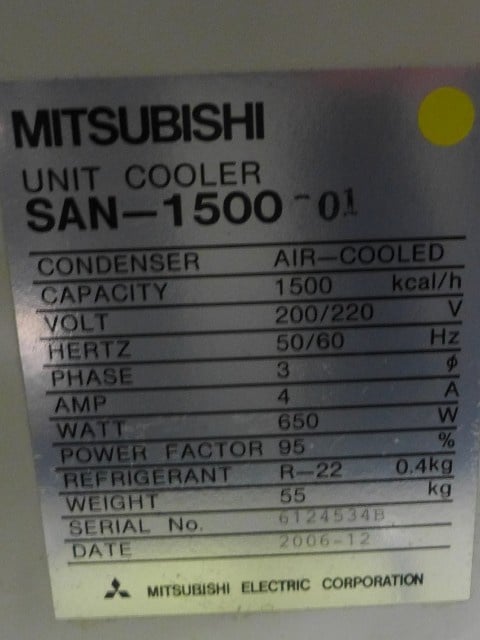 MITSUBISHI
UNIT COOLER
SAN-1500-01
CONDENSER AIR-COOLED
CAPACITY 1500 kcal/h
VOLT 200/220 V
HERTZ 50/60 Hz
PHASE 3 ϕ
AMP 4 A
WATT 650 W
POWER FACTOR 95 %
REFRIGERANT R-22 0.4kg
WEIGHT 55 kg
SERIAL No. 6124534B
DATE 2006-12
MITSUBISHI ELECTRIC CORPORATION